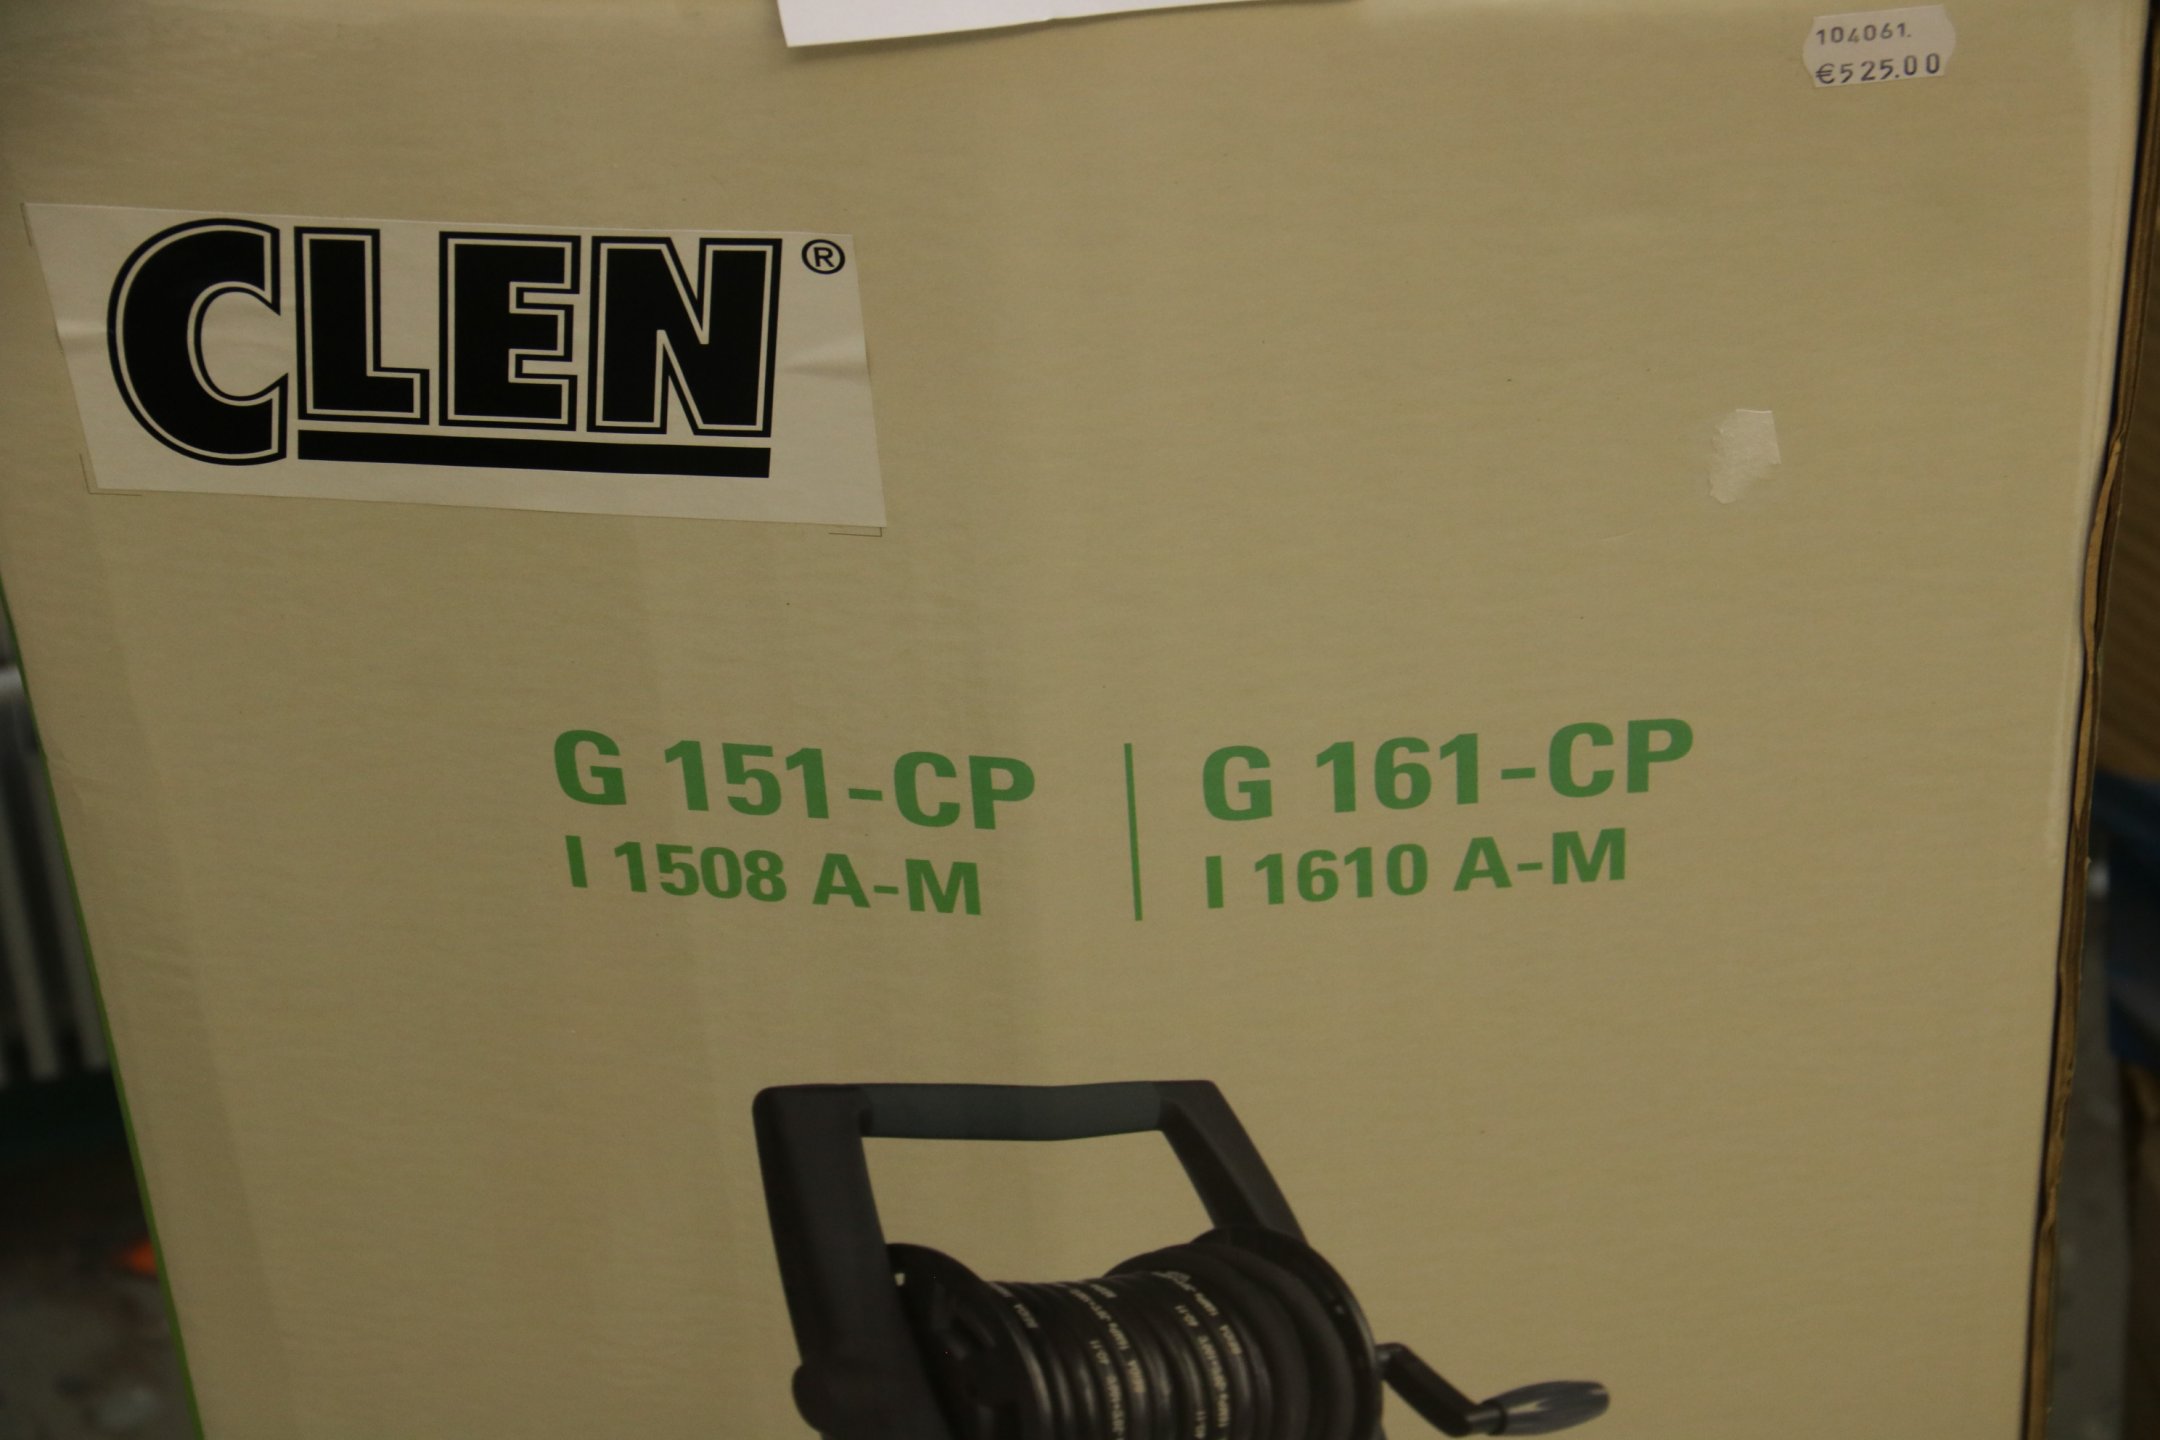 104061.
€525.00
CLEN®
G 151-CP | G 161-CP
I 1508 A-M | I 1610 A-M